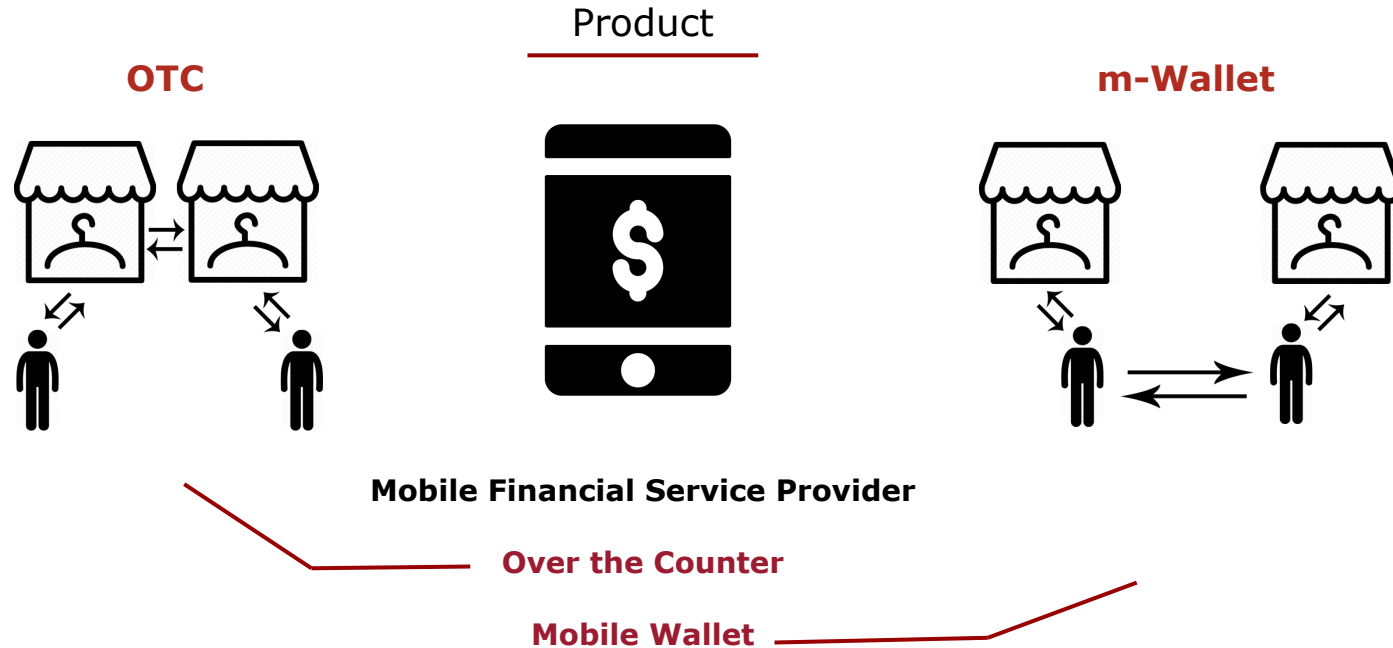 Product
OTC
m-Wallet
$
Mobile Financial Service Provider
Over the Counter
Mobile Wallet